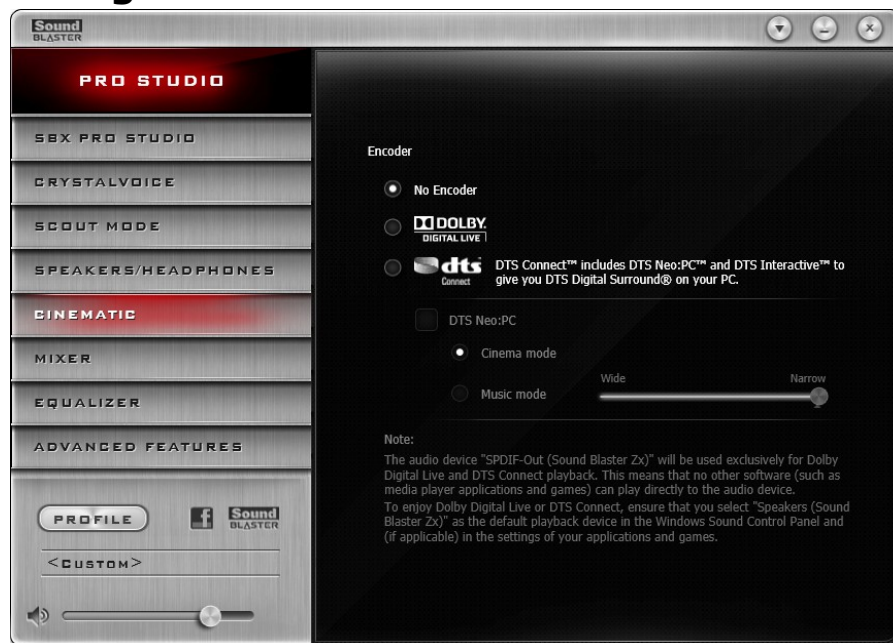 Sound
BLASTER
PRO STUDIO
SBX PRO STUDIO
CRYSTALVOICE
SCOUT MODE
SPEAKERS/HEADPHONES
CINEMATIC
MIXER
EQUALIZER
ADVANCED FEATURES
PROFILE
f
Sound
BLASTER
<CUSTOM>
Encoder
No Encoder
DOLBY.
DIGITAL LIVE
dts
Connect
DTS Connect™ includes DTS Neo:PC™ and DTS Interactive™ to
give you DTS Digital Surround® on your PC.
DTS Neo:PC
Cinema mode
Music mode
Wide
Narrow
Note:
The audio device "SPDIF-Out (Sound Blaster Zx)" will be used exclusively for Dolby
Digital Live and DTS Connect playback. This means that no other software (such as
media player applications and games) can play directly to the audio device.
To enjoy Dolby Digital Live or DTS Connect, ensure that you select "Speakers (Sound
Blaster Zx)" as the default playback device in the Windows Sound Control Panel and
(if applicable) in the settings of your applications and games.